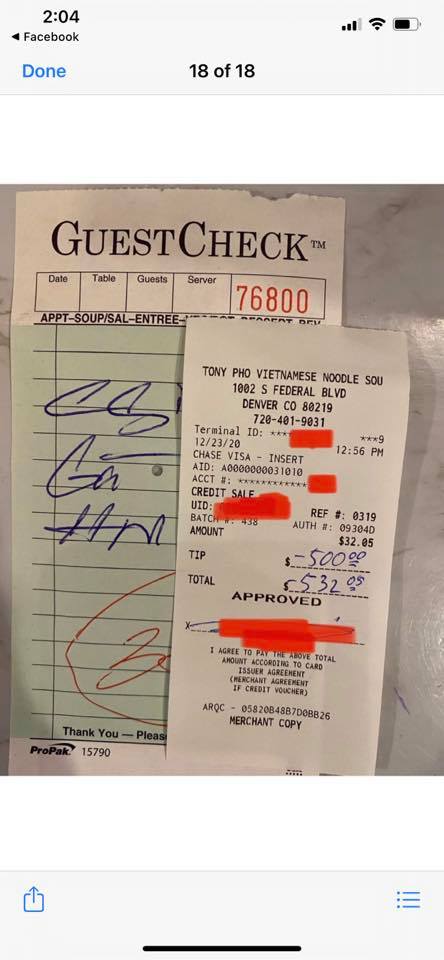 2:04
◀ Facebook
Done
18 of 18
GUESTCHECK™
Date Table Guests Server
76800
APPT-SOUP/SAL-ENTREE-
TONY PHO VIETNAMESE NOODLE SOU
1002 S FEDERAL BLVD
DENVER CO 80219
720-401-9031
Terminal ID: **** ***9
12/23/20 12:56 PM
CHASE VISA - INSERT
AID: A0000000031010
ACCT #: ************
CREDIT SALE
UID: REF #: 0319
BATCH #: 438 AUTH #: 09304D
AMOUNT $32.05
TIP $-500.00
TOTAL $-532.05
APPROVED
X
I AGREE TO PAY THE ABOVE TOTAL
AMOUNT ACCORDING TO CARD
ISSUER AGREEMENT
(MERCHANT AGREEMENT
IF CREDIT VOUCHER)
ARQC - 05820B48B7D0BB26
MERCHANT COPY
Thank You — Pleas
ProPak 15790